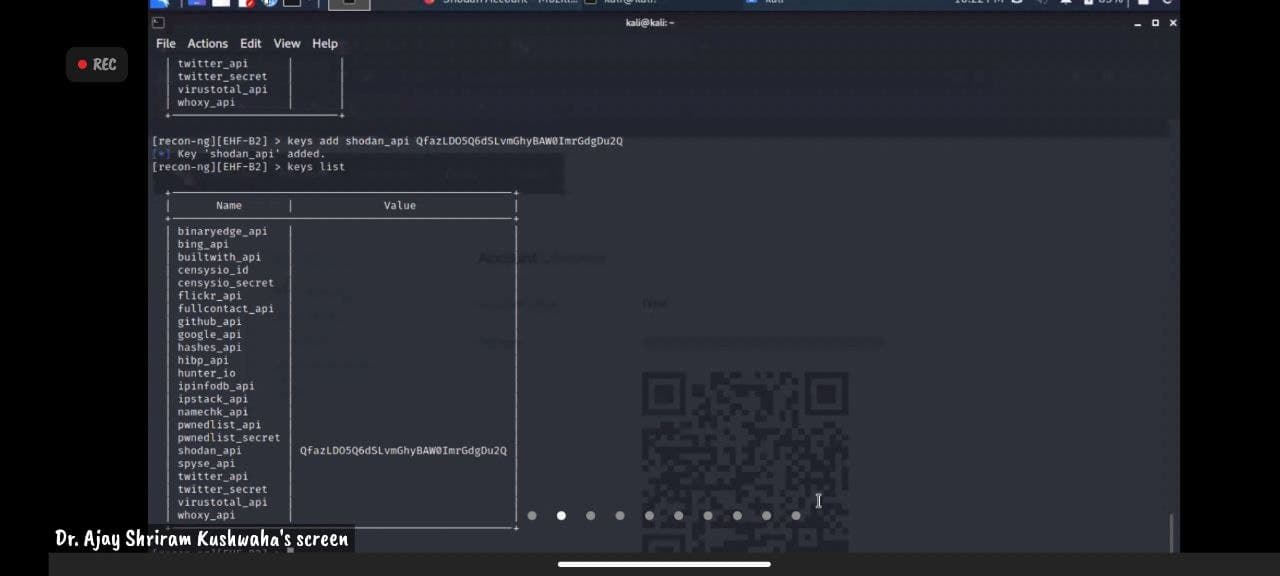 kali@kali: ~
File Actions Edit View Help
REC
twitter_api
twitter_secret
virustotal_api
whoxy_api
[recon-ng][EHF-B2] > keys add shodan_api QfazLDO5Q6dSLvmGhyBAW0ImrGdgDu2Q
[*] Key 'shodan_api' added.
[recon-ng][EHF-B2] > keys list
Name | Value
binaryedge_api
bing_api
builtwith_api
censysio_id
censysio_secret
flickr_api
fullcontact_api
github_api
google_api
hashes_api
hibp_api
hunter_io
ipinfodb_api
ipstack_api
namechk_api
pwnedlist_api
pwnedlist_secret
shodan_api | QfazLDO5Q6dSLvmGhyBAW0ImrGdgDu2Q
spyse_api
twitter_api
twitter_secret
virustotal_api
whoxy_api
Dr. Ajay Shriram Kushwaha's screen